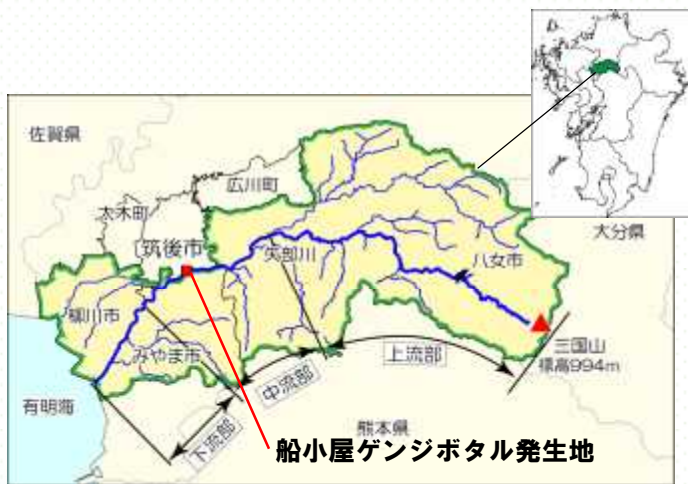 佐賀県
広川町
大木町
筑後市
矢部川
大分県
八女市
柳川市
みやま市
三国山
標高994m
上流部
中流部
下流部
有明海
熊本県
船小屋ゲンジボタル発生地